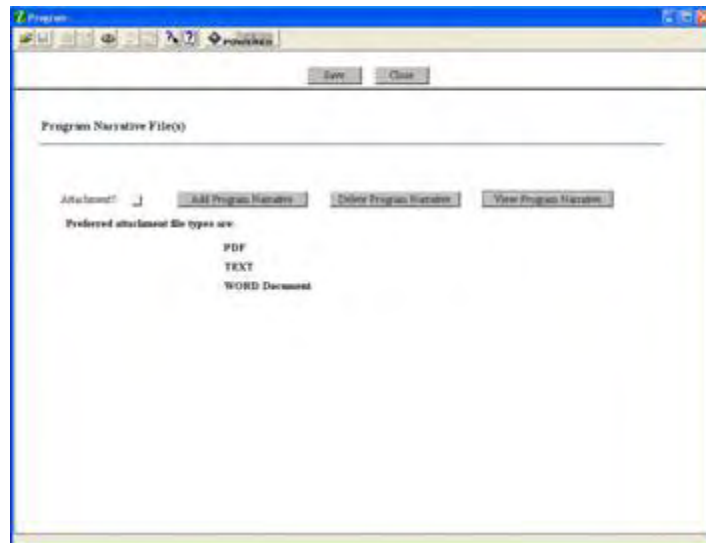 Program
POWERED
Save Close
Program Narrative File(s)
Attachment? Add Program Narrative Delete Program Narrative View Program Narrative
Preferred attachment file types are
PDF
TEXT
WORD Document